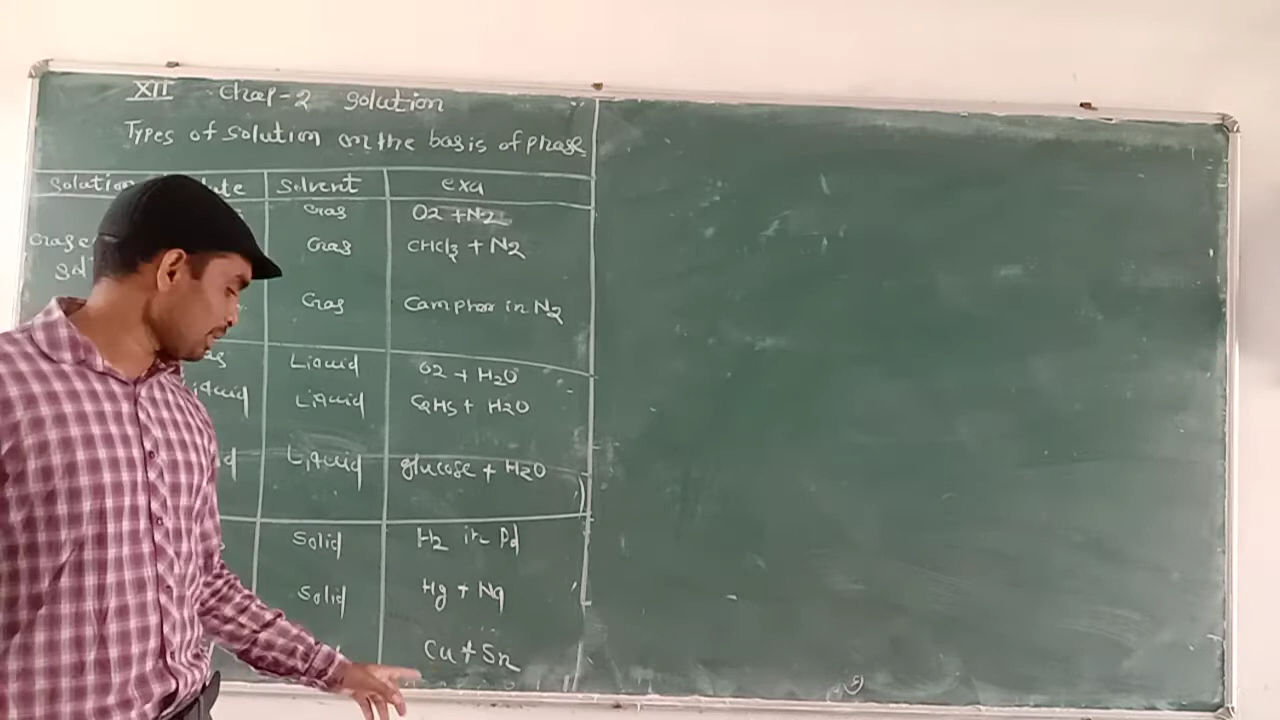 XII Chap-2 Solution
Types of solution on the basis of phase
Solution Solvent exa
Gas O2 + N2
Gas CHCl3 + N2
Gas Camphor in N2
Liquid O2 + H2O
Liquid Liquid C2H5 + H2O
Liquid glucose + H2O
Solid H2 in Pd
Solid Hg + Na
Cu + Sn